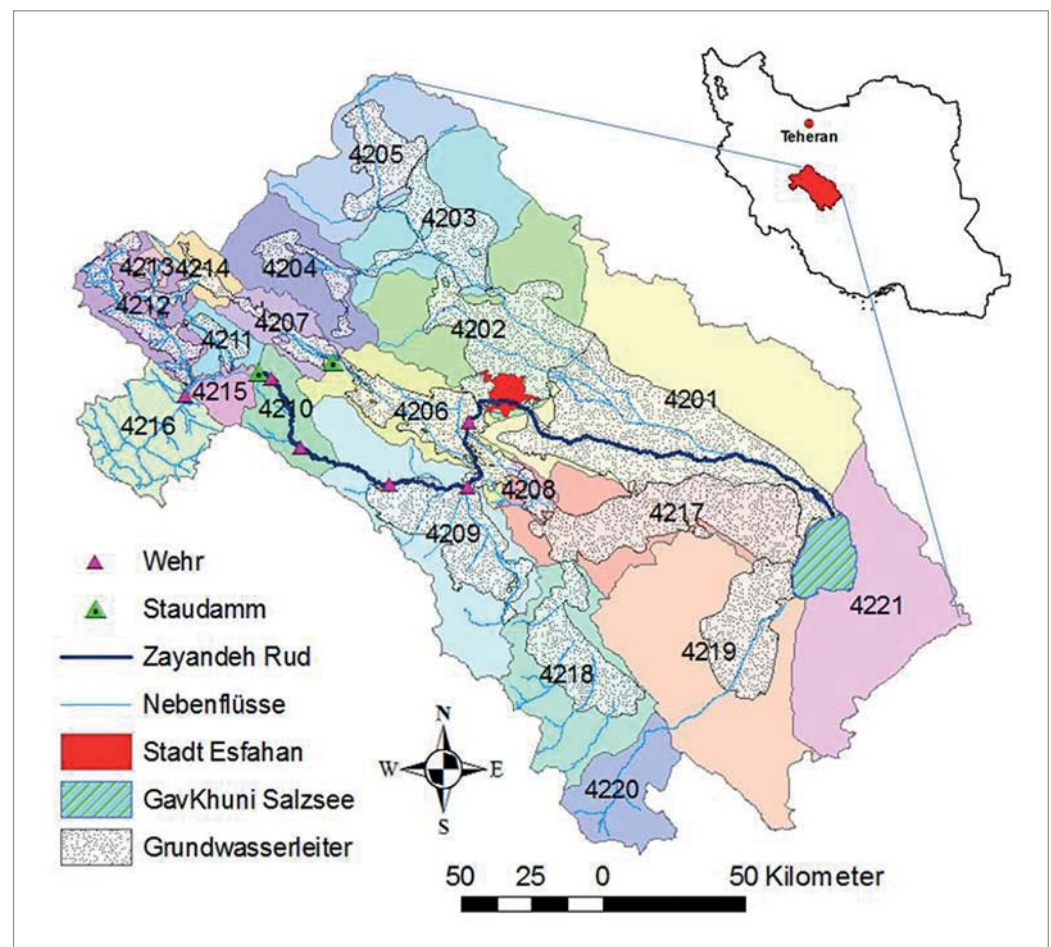 Teheran
4205
4203
4213
4214
4204
4212
4207
4202
4211
4215
4210
4206
4201
4216
4208
4217
4209
4221
4219
4218
4220
Wehr
Staudamm
Zayandeh Rud
Nebenflüsse
Stadt Esfahan
GavKhuni Salzsee
Grundwasserleiter
N
W E
S
50 25 0 50 Kilometer